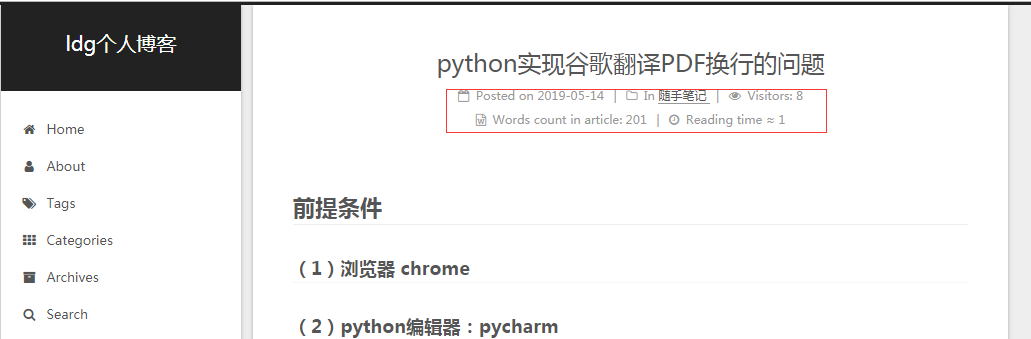 ldg个人博客
Home
About
Tags
Categories
Archives
Search
python实现谷歌翻译PDF换行的问题
Posted on 2019-05-14 | In 随手笔记 | Visitors: 8
Words count in article: 201 | Reading time ≈ 1
前提条件
（1）浏览器 chrome
（2）python编辑器：pycharm